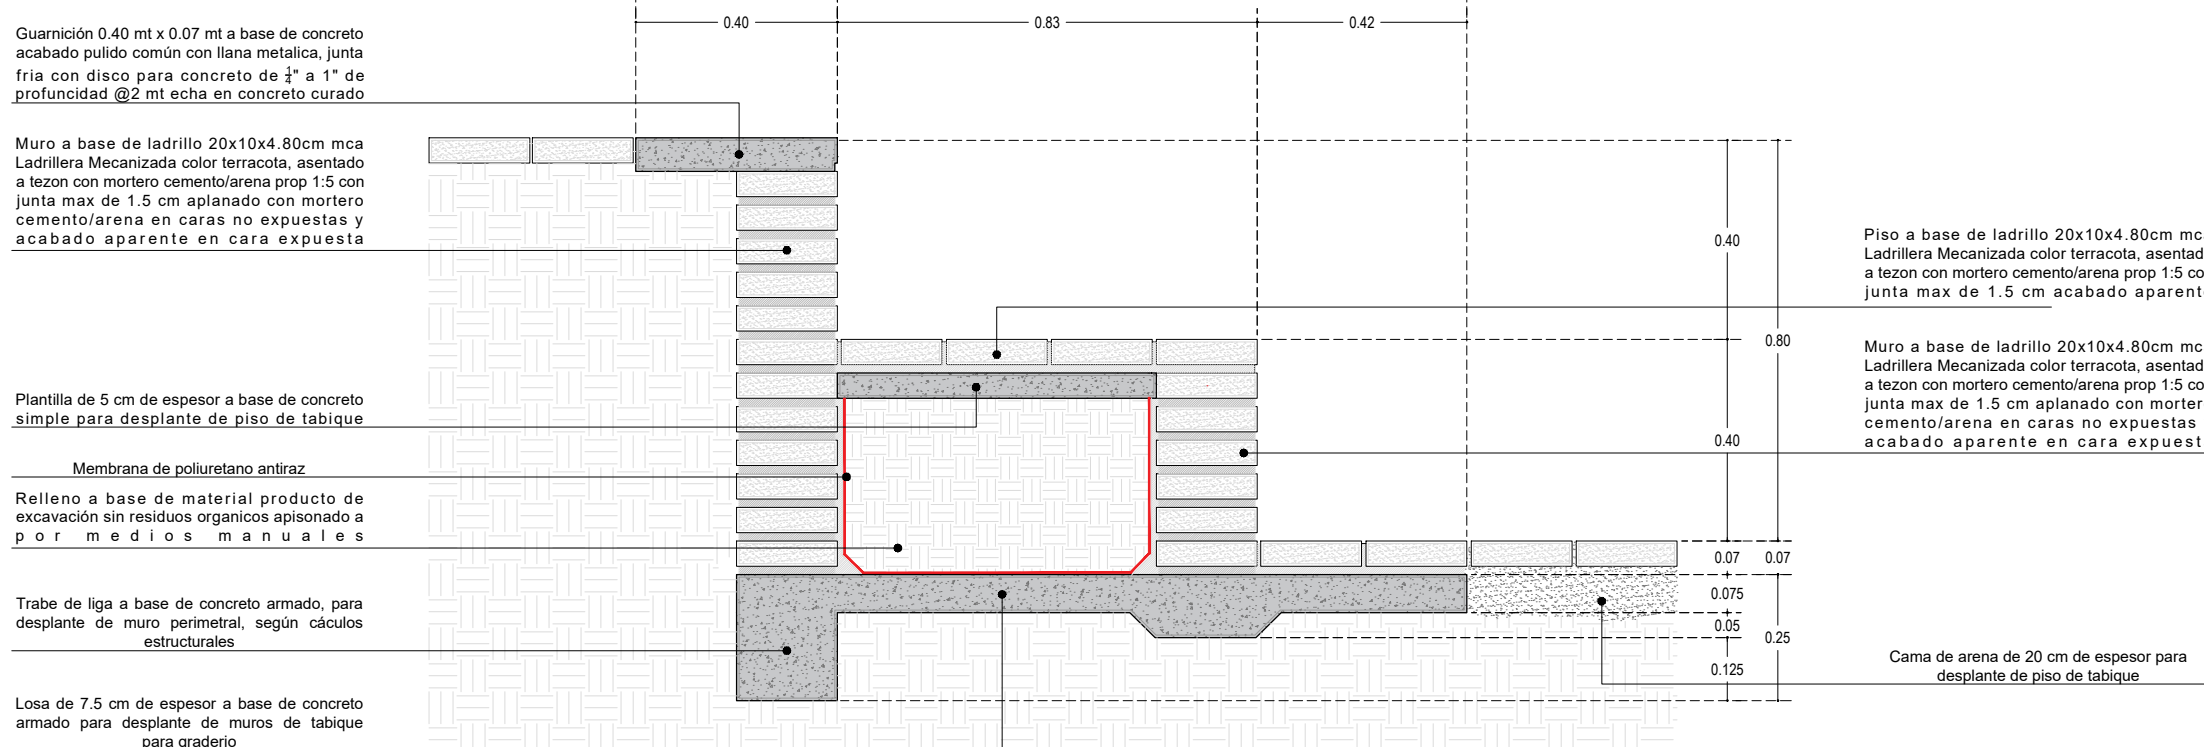 0.40
0.83
0.42
Guarnición 0.40 mt x 0.07 mt a base de concreto
acabado pulido común con llana metalica, junta
fria con disco para concreto de 1/4" a 1" de
profuncidad @2 mt echa en concreto curado
Muro a base de ladrillo 20x10x4.80cm mca
Ladrillera Mecanizada color terracota, asentado
a tezon con mortero cemento/arena prop 1:5 con
junta max de 1.5 cm aplanado con mortero
cemento/arena en caras no expuestas y
acabado aparente en cara expuesta
Plantilla de 5 cm de espesor a base de concreto
simple para desplante de piso de tabique
Membrana de poliuretano antiraz
Relleno a base de material producto de
excavación sin residuos organicos apisonado a
por medios manuales
Trabe de liga a base de concreto armado, para
desplante de muro perimetral, según cáculos
estructurales
Losa de 7.5 cm de espesor a base de concreto
armado para desplante de muros de tabique
para graderio
0.40
0.80
0.40
0.07
0.07
0.075
0.05
0.25
0.125
Piso a base de ladrillo 20x10x4.80cm mc
Ladrillera Mecanizada color terracota, asentad
a tezon con mortero cemento/arena prop 1:5 co
junta max de 1.5 cm acabado aparent
Muro a base de ladrillo 20x10x4.80cm mc
Ladrillera Mecanizada color terracota, asentad
a tezon con mortero cemento/arena prop 1:5 co
junta max de 1.5 cm aplanado con morter
cemento/arena en caras no expuestas
acabado aparente en cara expuest
Cama de arena de 20 cm de espesor para
desplante de piso de tabique